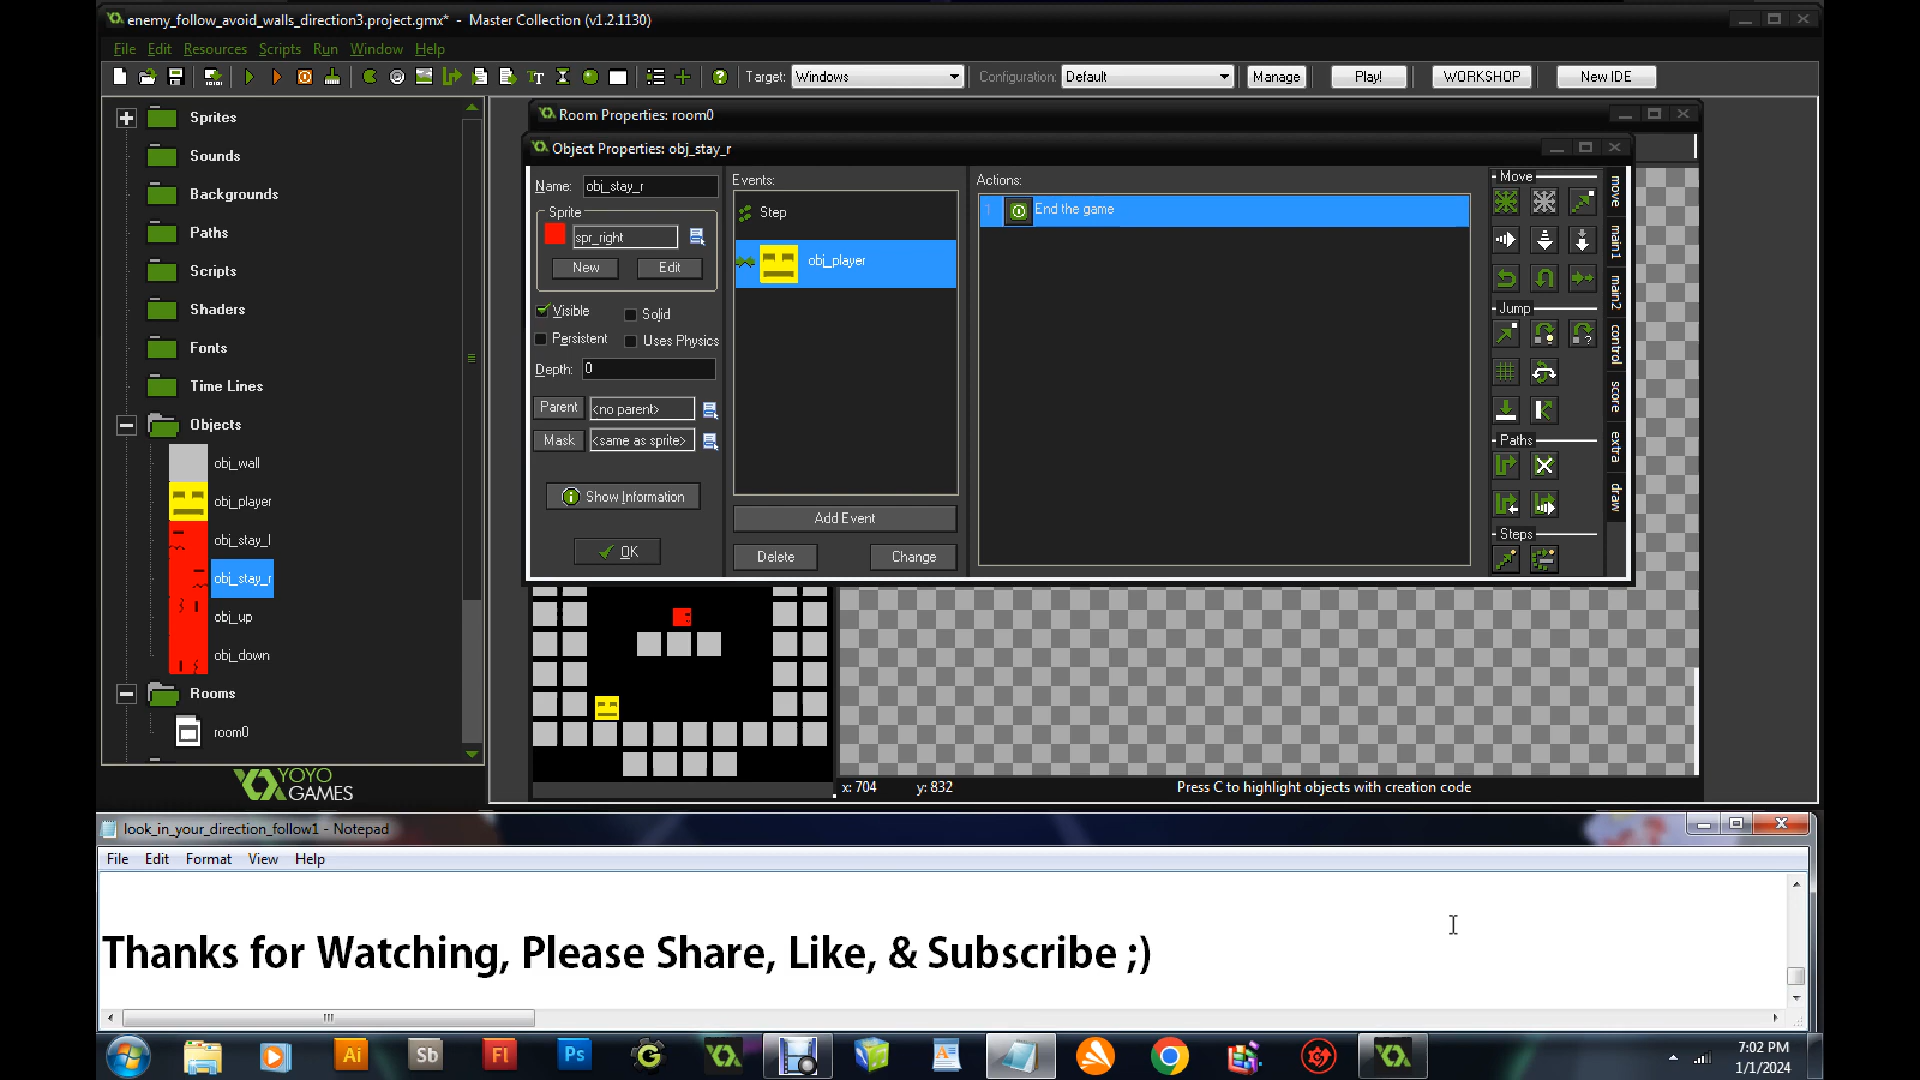 enemy_follow_avoid_walls_direction3.project.gmx* - Master Collection (v1.2.1130)
File Edit Resources Scripts Run Window Help
Target: Windows Configuration: Default Manage Play! WORKSHOP New IDE
Sprites
Sounds
Backgrounds
Paths
Scripts
Shaders
Fonts
Time Lines
Objects
obj_wall
obj_player
obj_stay_l
obj_stay_r
obj_up
obj_down
Rooms
room0
YOYO
GAMES
Room Properties: room0
Object Properties: obj_stay_r
Name: obj_stay_r
Sprite
spr_right
New Edit
Visible Solid
Persistent Uses Physics
Depth: 0
Parent <no parent>
Mask <same as sprite>
Show Information
OK
Events:
Step
obj_player
Add Event
Delete Change
Actions:
1 End the game
Move
Jump
Paths
Steps
move
main1
main2
control
score
extra
draw
x: 704 y: 832 Press C to highlight objects with creation code
look_in_your_direction_follow1 - Notepad
File Edit Format View Help
Thanks for Watching, Please Share, Like, & Subscribe ;)
Ai Sb Fl Ps
7:02 PM
1/1/2024